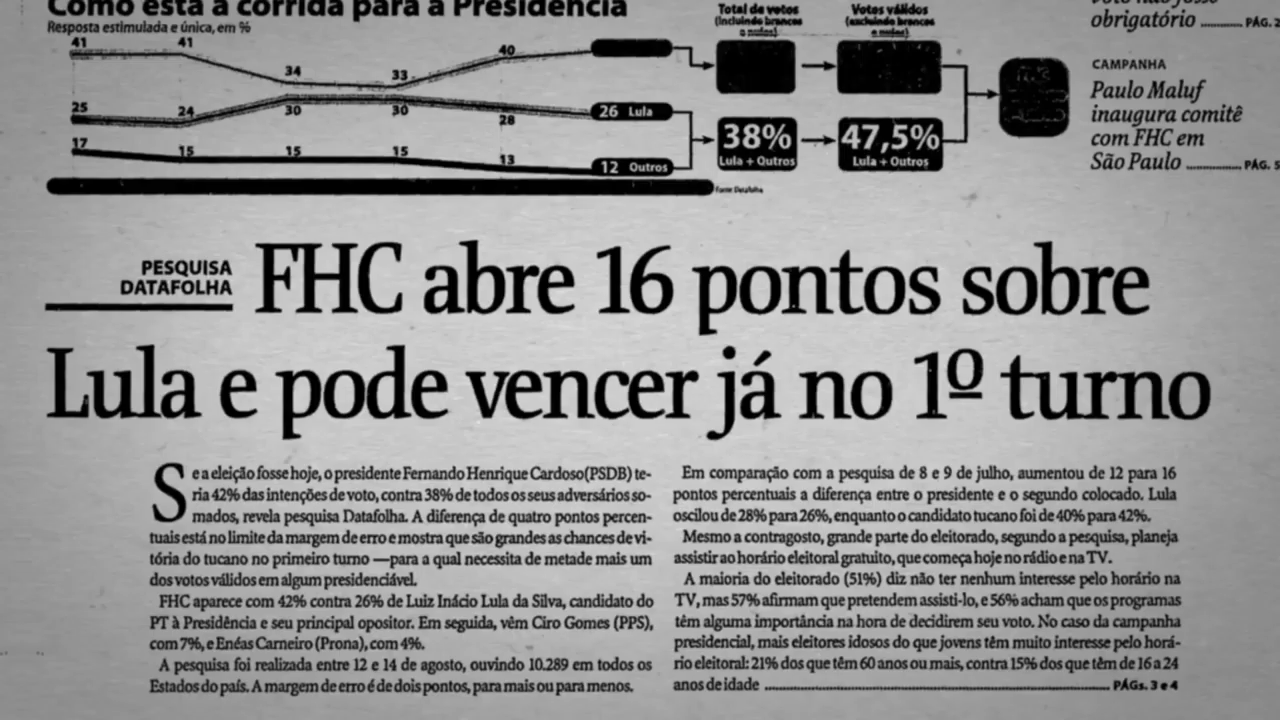 Como está a corrida para a Presidência
Resposta estimulada e única, em %
41
41
34
33
40
25
24
30
30
28
26 Lula
17
15
15
15
13
12 Outros
Fonte Datafolha
Total de votos
(incluindo brancos
e nulos)
Votos válidos
(excluindo brancos
e nulos)
38%
Lula + Outros
47,5%
Lula + Outros
obrigatório PÁG. 2
CAMPANHA
Paulo Maluf
inaugura comitê
com FHC em
São Paulo PÁG. 5
PESQUISA
DATAFOLHA
FHC abre 16 pontos sobre
Lula e pode vencer já no 1º turno
Se a eleição fosse hoje, o presidente Fernando Henrique Cardoso(PSDB) te-
ria 42% das intenções de voto, contra 38% de todos os seus adversários so-
mados, revela pesquisa Datafolha. A diferença de quatro pontos percen-
tuais está no limite da margem de erro e mostra que são grandes as chances de vi-
tória do tucano no primeiro turno —para a qual necessita de metade mais um
dos votos válidos em algum presidenciável.
FHC aparece com 42% contra 26% de Luiz Inácio Lula da Silva, candidato do
PT à Presidência e seu principal opositor. Em seguida, vêm Ciro Gomes (PPS),
com 7%, e Enéas Carneiro (Prona), com 4%.
A pesquisa foi realizada entre 12 e 14 de agosto, ouvindo 10.289 em todos os
Estados do país. A margem de erro é de dois pontos, para mais ou para menos.
Em comparação com a pesquisa de 8 e 9 de julho, aumentou de 12 para 16
pontos percentuais a diferença entre o presidente e o segundo colocado. Lula
oscilou de 28% para 26%, enquanto o candidato tucano foi de 40% para 42%.
Mesmo a contragosto, grande parte do eleitorado, segundo a pesquisa, planeja
assistir ao horário eleitoral gratuito, que começa hoje no rádio e na TV.
A maioria do eleitorado (51%) diz não ter nenhum interesse pelo horário na
TV, mas 57% afirmam que pretendem assisti-lo, e 56% acham que os programas
têm alguma importância na hora de decidirem seu voto. No caso da campanha
presidencial, mais eleitores idosos do que jovens têm muito interesse pelo horá-
rio eleitoral: 21% dos que têm 60 anos ou mais, contra 15% dos que têm de 16 a 24
anos de idade PÁGs. 3 e 4